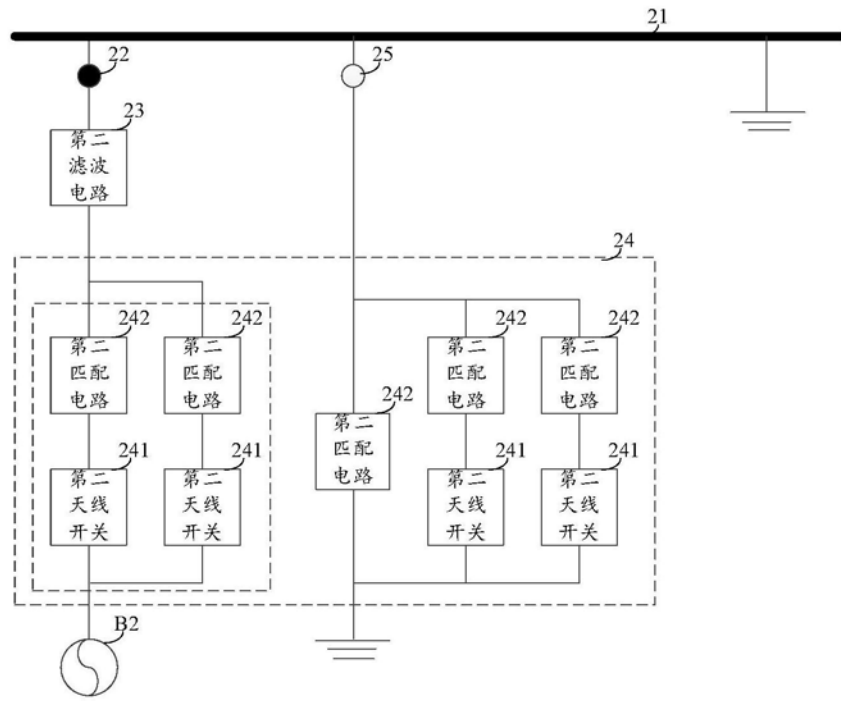 21
22
25
23
第二
滤波
电路
24
242
第二
匹配
电路
242
第二
匹配
电路
242
第二
匹配
电路
242
第二
匹配
电路
242
第二
匹配
电路
241
第二
天线
开关
241
第二
天线
开关
241
第二
天线
开关
241
第二
天线
开关
B2